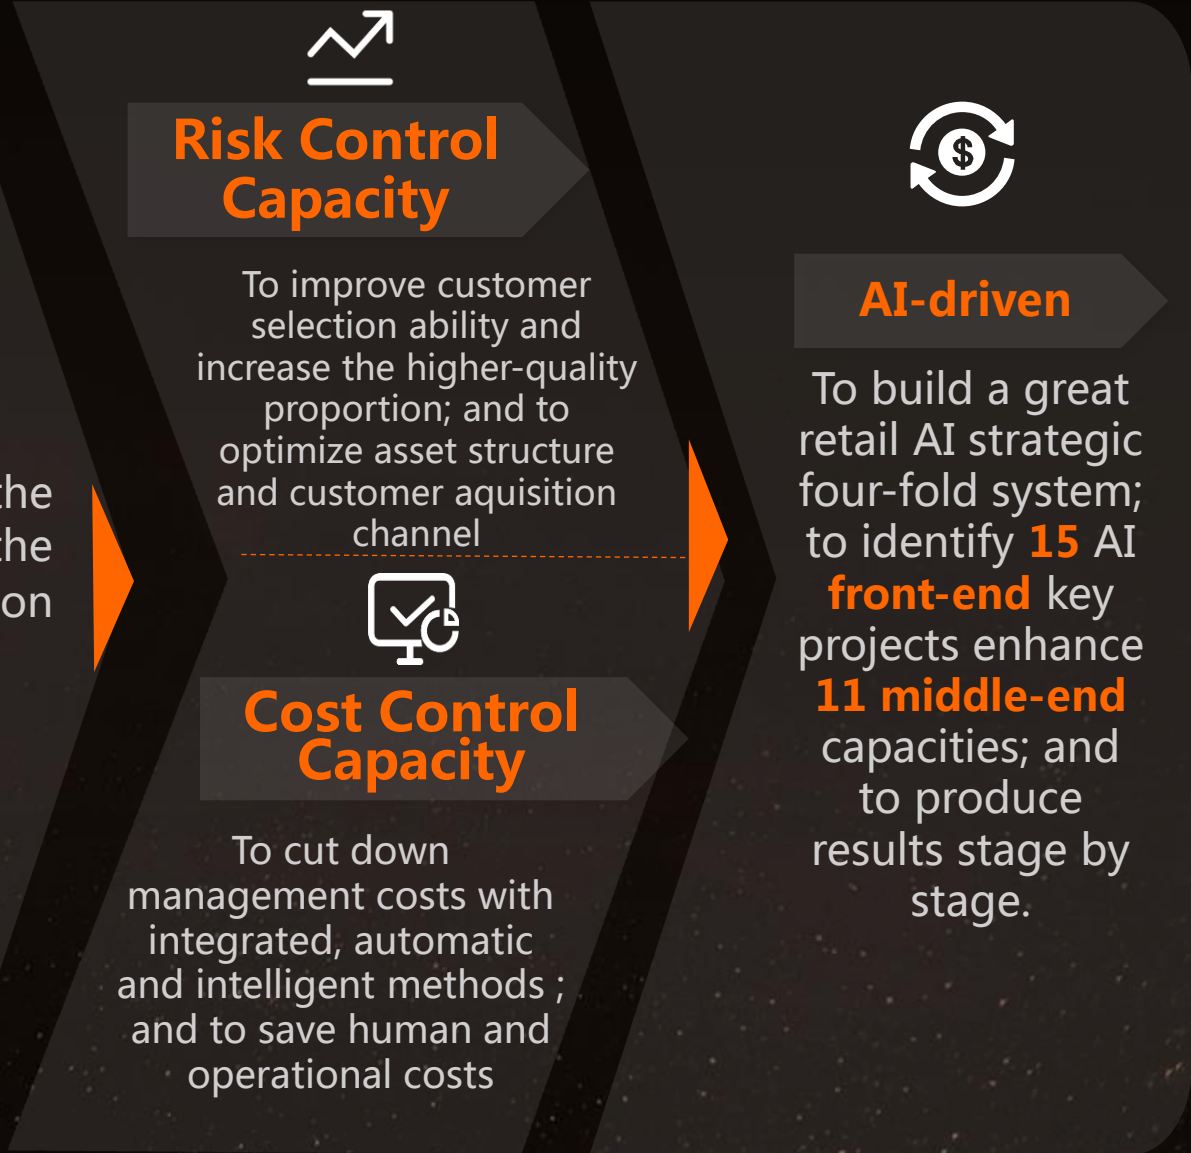 the
the
on
Risk Control
Capacity
To improve customer
selection ability and
increase the higher-quality
proportion; and to
optimize asset structure
and customer aquisition
channel
Cost Control
Capacity
To cut down
management costs with
integrated, automatic
and intelligent methods ;
and to save human and
operational costs
AI-driven
To build a great
retail AI strategic
four-fold system;
to identify 15 AI
front-end key
projects enhance
11 middle-end
capacities; and
to produce
results stage by
stage.